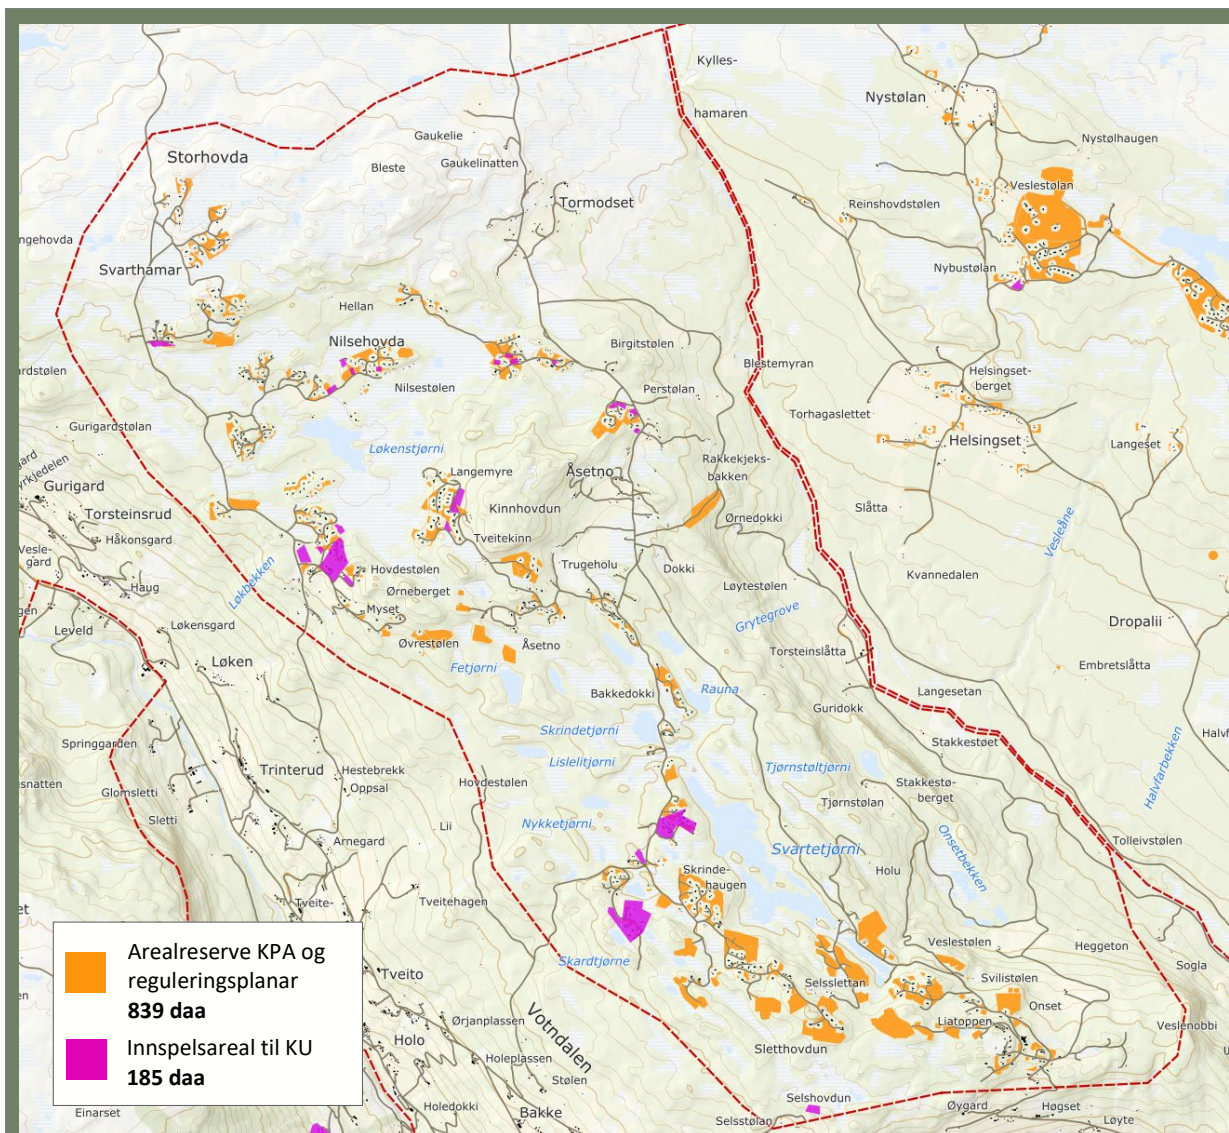 Kylles-
hamaren
Nystølan
Gaukelie
Nystølhaugen
Storhovda
Bleste
Gaukelinatten
Veslestølan
Tormodset
Reinshovdstølen
Svarthamar
Nybustølan
Hellan
Nilsehovda
Birgitstølen
Blestemyran
Helsingset-
berget
Nilsestølen
Perstølan
Torhagaslettet
Gurigardstølan
Løkenstjørni
Helsingset
Langeset
Langemyre
Åsetno
Rakkekjeks-
bakken
Gurigard
Torsteinsrud
Kinnhovdun
Ørnedokki
Slåtta
Vesleåne
Håkonsgard
Tveitekinn
Vesle-
gard
Løkbekken
Hovdestølen
Trugeholu
Dokki
Kvannedalen
Haug
Ørneberget
Løytestølen
Myset
Grytegrove
Leveld
Løkensgard
Dropalii
Øvrestølen
Åsetno
Torsteinslåtta
Løken
Fetjørni
Embretslåtta
Bakkedokki
Rauna
Langesetan
Guridokk
Skrindetjørni
Stakkestøet
Springgarden
Halvfarbekken
Trinterud
Hestebrekk
Oppsal
Lislelitjørni
Tjørnstøltjørni
Hovdestølen
Stakkestø-
berget
Glomsletti
Tjørnstølan
Sletti
Nykketjørni
Lii
Onsetbekken
Tolleivstølen
Arnegard
Svartetjørni
Skrinde-
haugen
Holu
Tveite-
Tveitehagen
Veslestølen
Heggeton
Skardtjørne
Sogla
Tveito
Selsslettan
Svilistølen
Onset
Votndalen
Ørjanplassen
Liatoppen
Veslenobbi
Holo
Sletthovdun
Holeplassen
Stølen
Selshovdun
Holedokki
Bakke
Øygard
Høgset
Selsstølan
Løyte
Einarset
Arealreserve KPA og
reguleringsplanar
839 daa
Innspelsareal til KU
185 daa